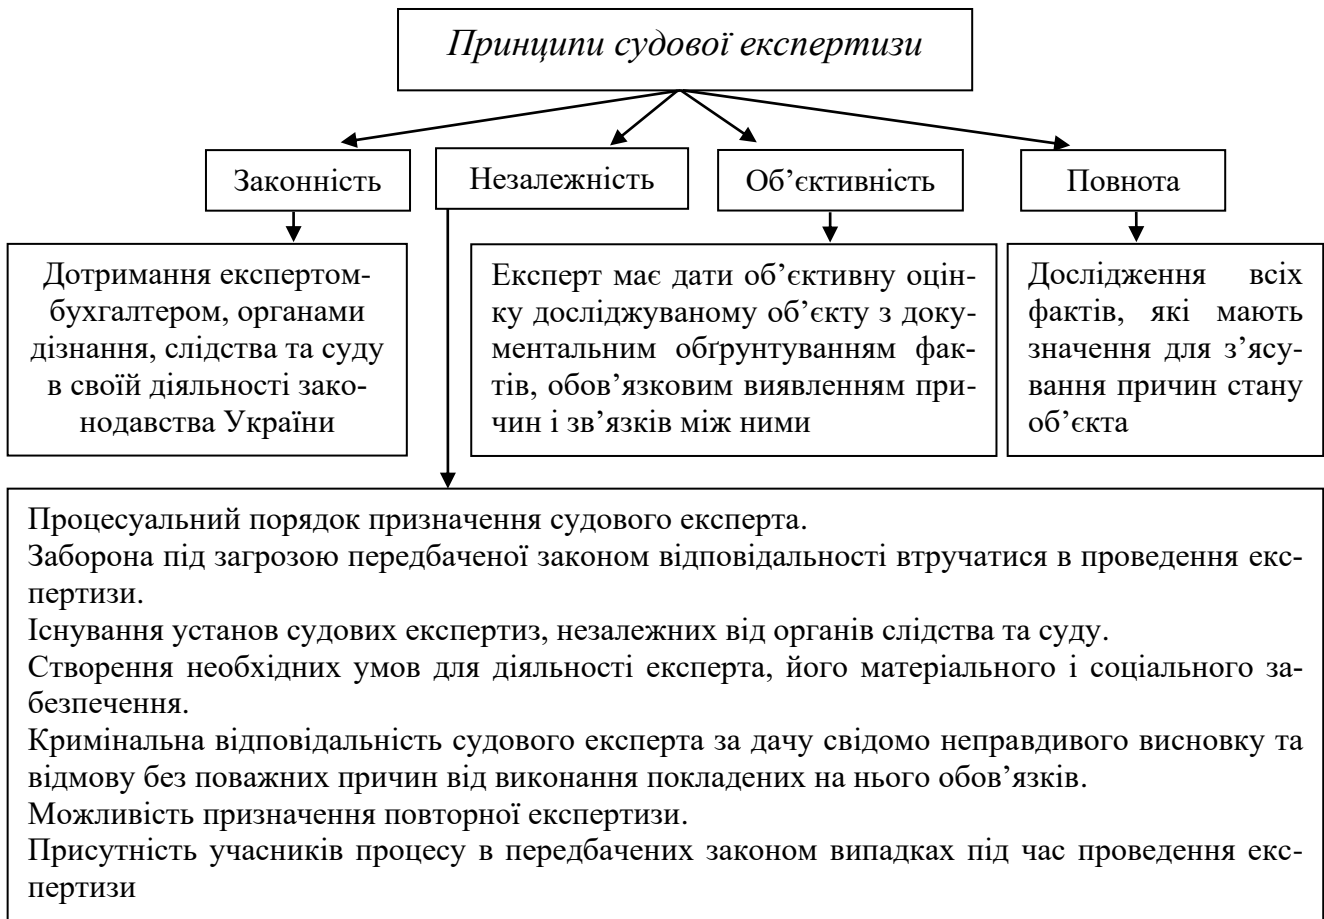 Принципи судової експертизи
Законність
Незалежність
Об’єктивність
Повнота
Дотримання експертом-
бухгалтером, органами
дізнання, слідства та суду
в своїй діяльності зако-
нодавства України
Експерт має дати об’єктивну оцін-
ку досліджуваному об’єкту з доку-
ментальним обґрунтуванням фак-
тів, обов’язковим виявленням при-
чин і зв’язків між ними
Дослідження всіх
фактів, які мають
значення для з’ясу-
вання причин стану
об’єкта
Процесуальний порядок призначення судового експерта.
Заборона під загрозою передбаченої законом відповідальності втручатися в проведення екс-
пертизи.
Існування установ судових експертиз, незалежних від органів слідства та суду.
Створення необхідних умов для діяльності експерта, його матеріального і соціального за-
безпечення.
Кримінальна відповідальність судового експерта за дачу свідомо неправдивого висновку та
відмову без поважних причин від виконання покладених на нього обов’язків.
Можливість призначення повторної експертизи.
Присутність учасників процесу в передбачених законом випадках під час проведення екс-
пертизи